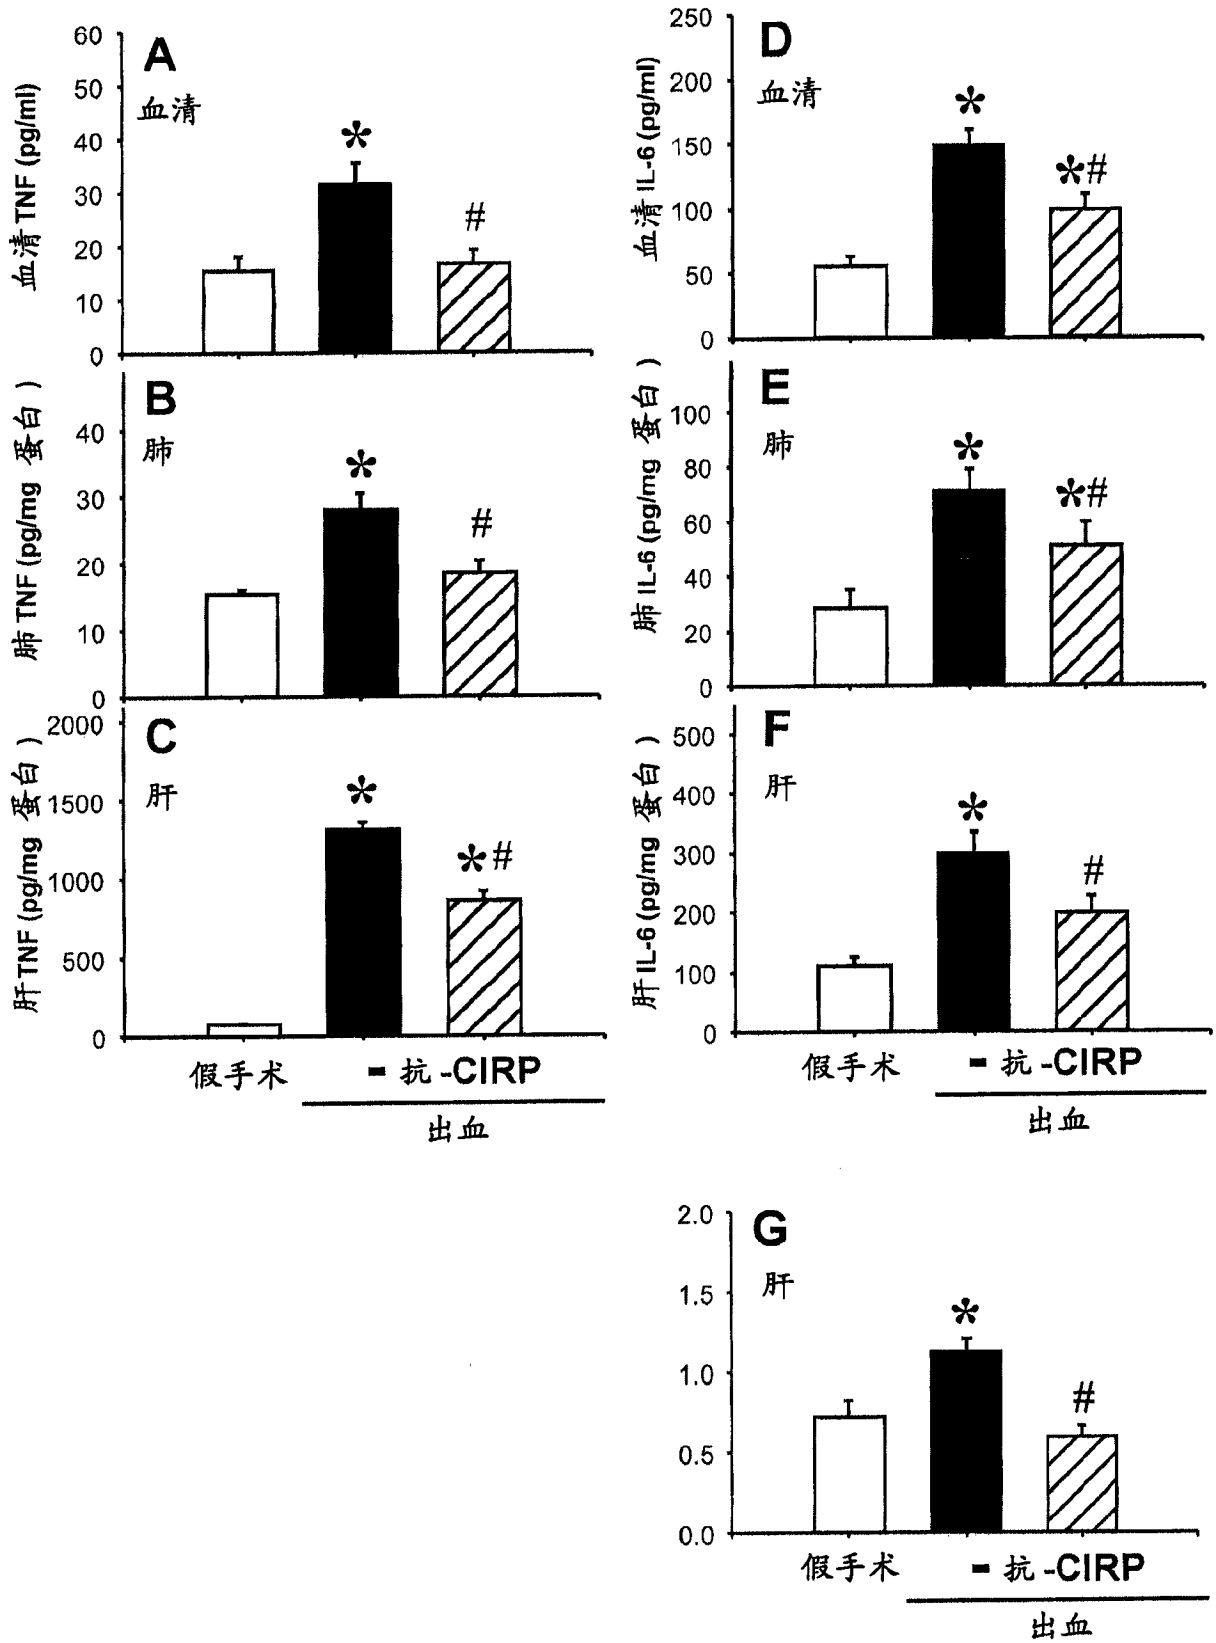 A
血清
血清 TNF (pg/ml)
60
50
40
30
20
10
0
*
#
B
肺
肺 TNF (pg/mg 蛋白)
40
30
20
10
0
*
#
C
肝
肝 TNF (pg/mg 蛋白)
2000
1500
1000
500
0
*
*#
假手术
- 抗-CIRP
出血
D
血清
血清 IL-6 (pg/ml)
250
200
150
100
50
0
*
*#
E
肺
肺 IL-6 (pg/mg 蛋白)
100
80
60
40
20
0
*
*#
F
肝
肝 IL-6 (pg/mg 蛋白)
500
400
300
200
100
0
*
#
假手术
- 抗-CIRP
出血
G
肝
2.0
1.5
1.0
0.5
0.0
*
#
假手术
- 抗-CIRP
出血